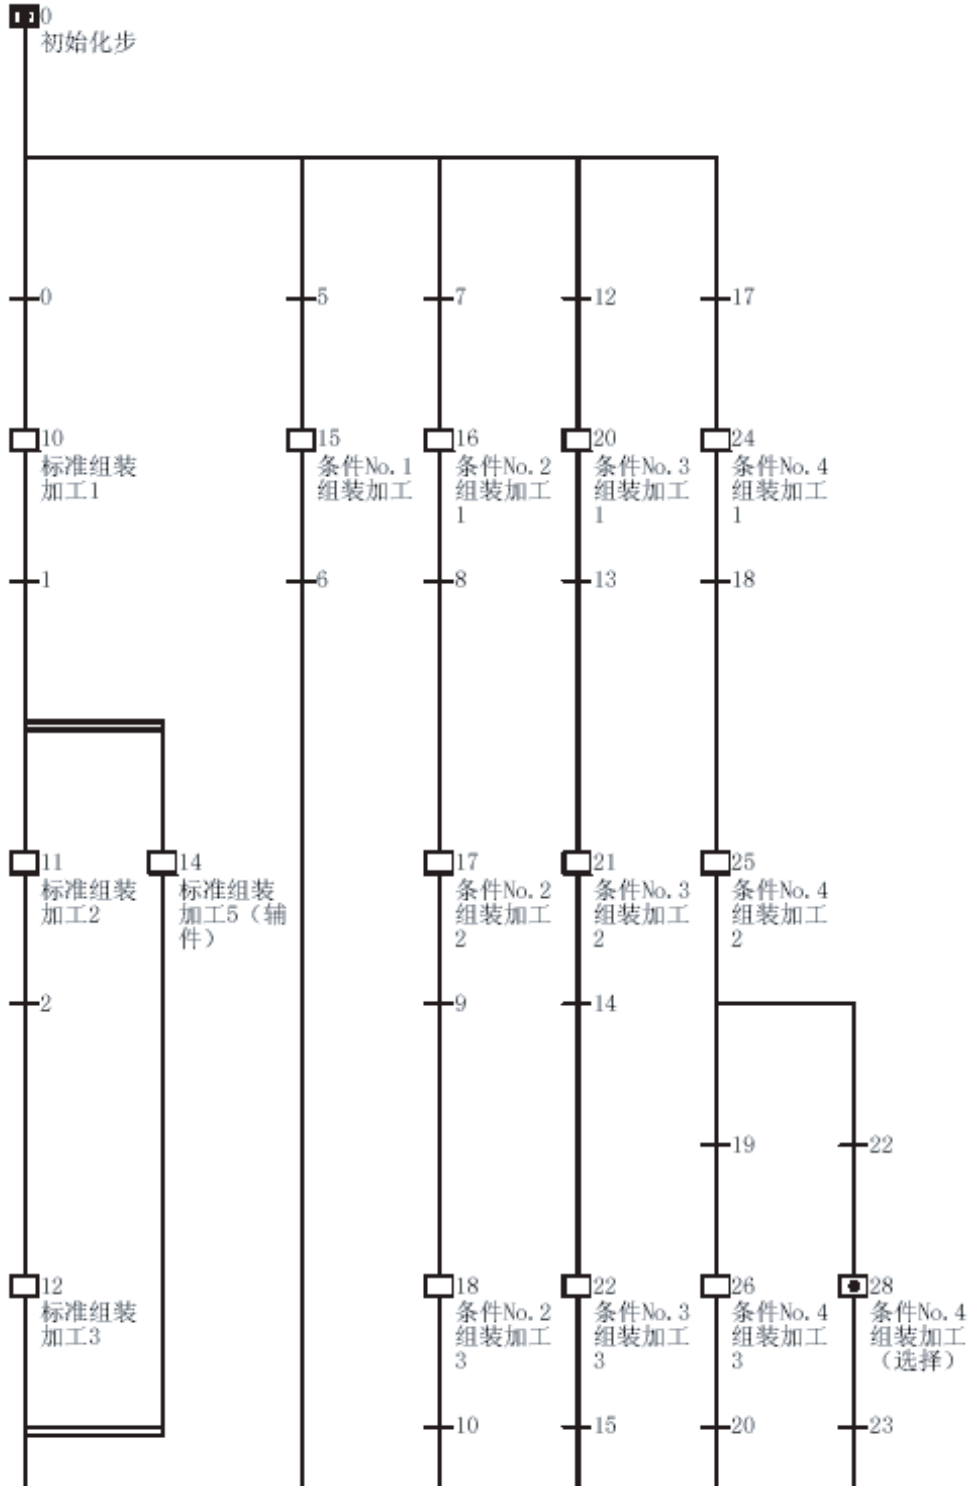 0
初始化步
0
5
7
12
17
10
标准组装
加工1
15
条件No.1
组装加工
16
条件No.2
组装加工
1
20
条件No.3
组装加工
1
24
条件No.4
组装加工
1
1
6
8
13
18
11
标准组装
加工2
14
标准组装
加工5（辅
件）
17
条件No.2
组装加工
2
21
条件No.3
组装加工
2
25
条件No.4
组装加工
2
2
9
14
19
22
12
标准组装
加工3
18
条件No.2
组装加工
3
22
条件No.3
组装加工
3
26
条件No.4
组装加工
3
28
条件No.4
组装加工
（选择）
10
15
20
23